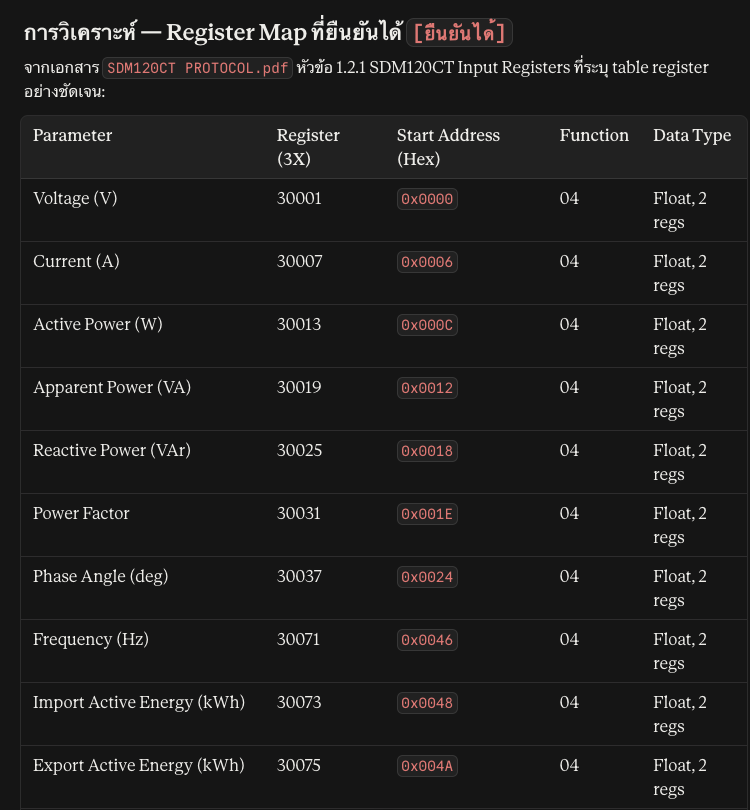 การวิเคราะห์ — Register Map ที่ยืนยันได้ [ยืนยันได้]
จากเอกสาร SDM120CT PROTOCOL.pdf หัวข้อ 1.2.1 SDM120CT Input Registers ที่ระบุ table register
อย่างชัดเจน:
Parameter Register (3X) Start Address (Hex) Function Data Type
Voltage (V) 30001 0x0000 04 Float, 2 regs
Current (A) 30007 0x0006 04 Float, 2 regs
Active Power (W) 30013 0x000C 04 Float, 2 regs
Apparent Power (VA) 30019 0x0012 04 Float, 2 regs
Reactive Power (VAr) 30025 0x0018 04 Float, 2 regs
Power Factor 30031 0x001E 04 Float, 2 regs
Phase Angle (deg) 30037 0x0024 04 Float, 2 regs
Frequency (Hz) 30071 0x0046 04 Float, 2 regs
Import Active Energy (kWh) 30073 0x0048 04 Float, 2 regs
Export Active Energy (kWh) 30075 0x004A 04 Float, 2 regs